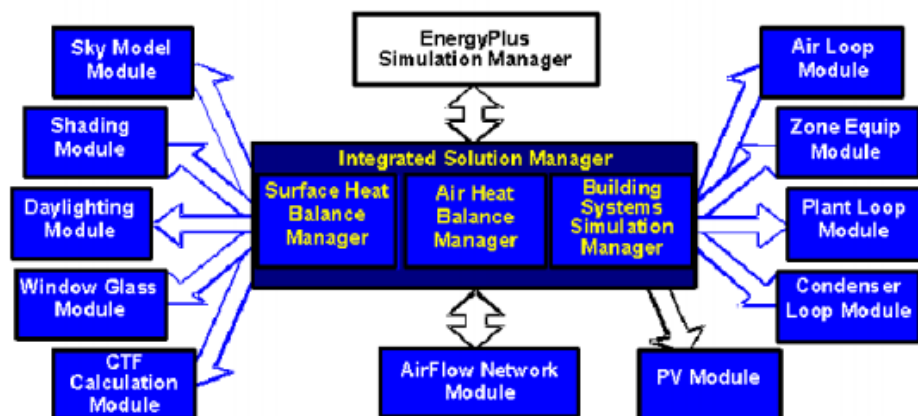 EnergyPlus
Simulation Manager
Sky Model
Module
Shading
Module
Daylighting
Module
Window Glass
Module
CTF
Calculation
Module
Integrated Solution Manager
Surface Heat
Balance
Manager
Air Heat
Balance
Manager
Building
Systems
Simulation
Manager
Air Loop
Module
Zone Equip
Module
Plant Loop
Module
Condenser
Loop Module
AirFlow Network
Module
PV Module